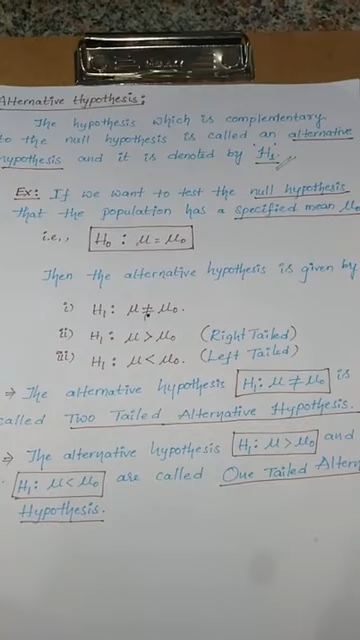 Alternative Hypothesis:
The hypothesis which is complementary
to the null hypothesis is called an alternative
hypothesis and it is denoted by 'H₁'
Ex: If we want to test the null hypothesis
that the population has a specified mean μ₀
i.e., H₀ : μ = μ₀
Then the alternative hypothesis is given by
i) H₁ : μ ≠ μ₀.
ii) H₁ : μ > μ₀ (Right Tailed)
iii) H₁ : μ < μ₀. (Left Tailed)
⇒ The alternative hypothesis H₁: μ ≠ μ₀ is
called Two Tailed Alternative Hypothesis.
⇒ The alternative hypothesis H₁: μ > μ₀ and
H₁: μ < μ₀ are called One Tailed Altern
Hypothesis.